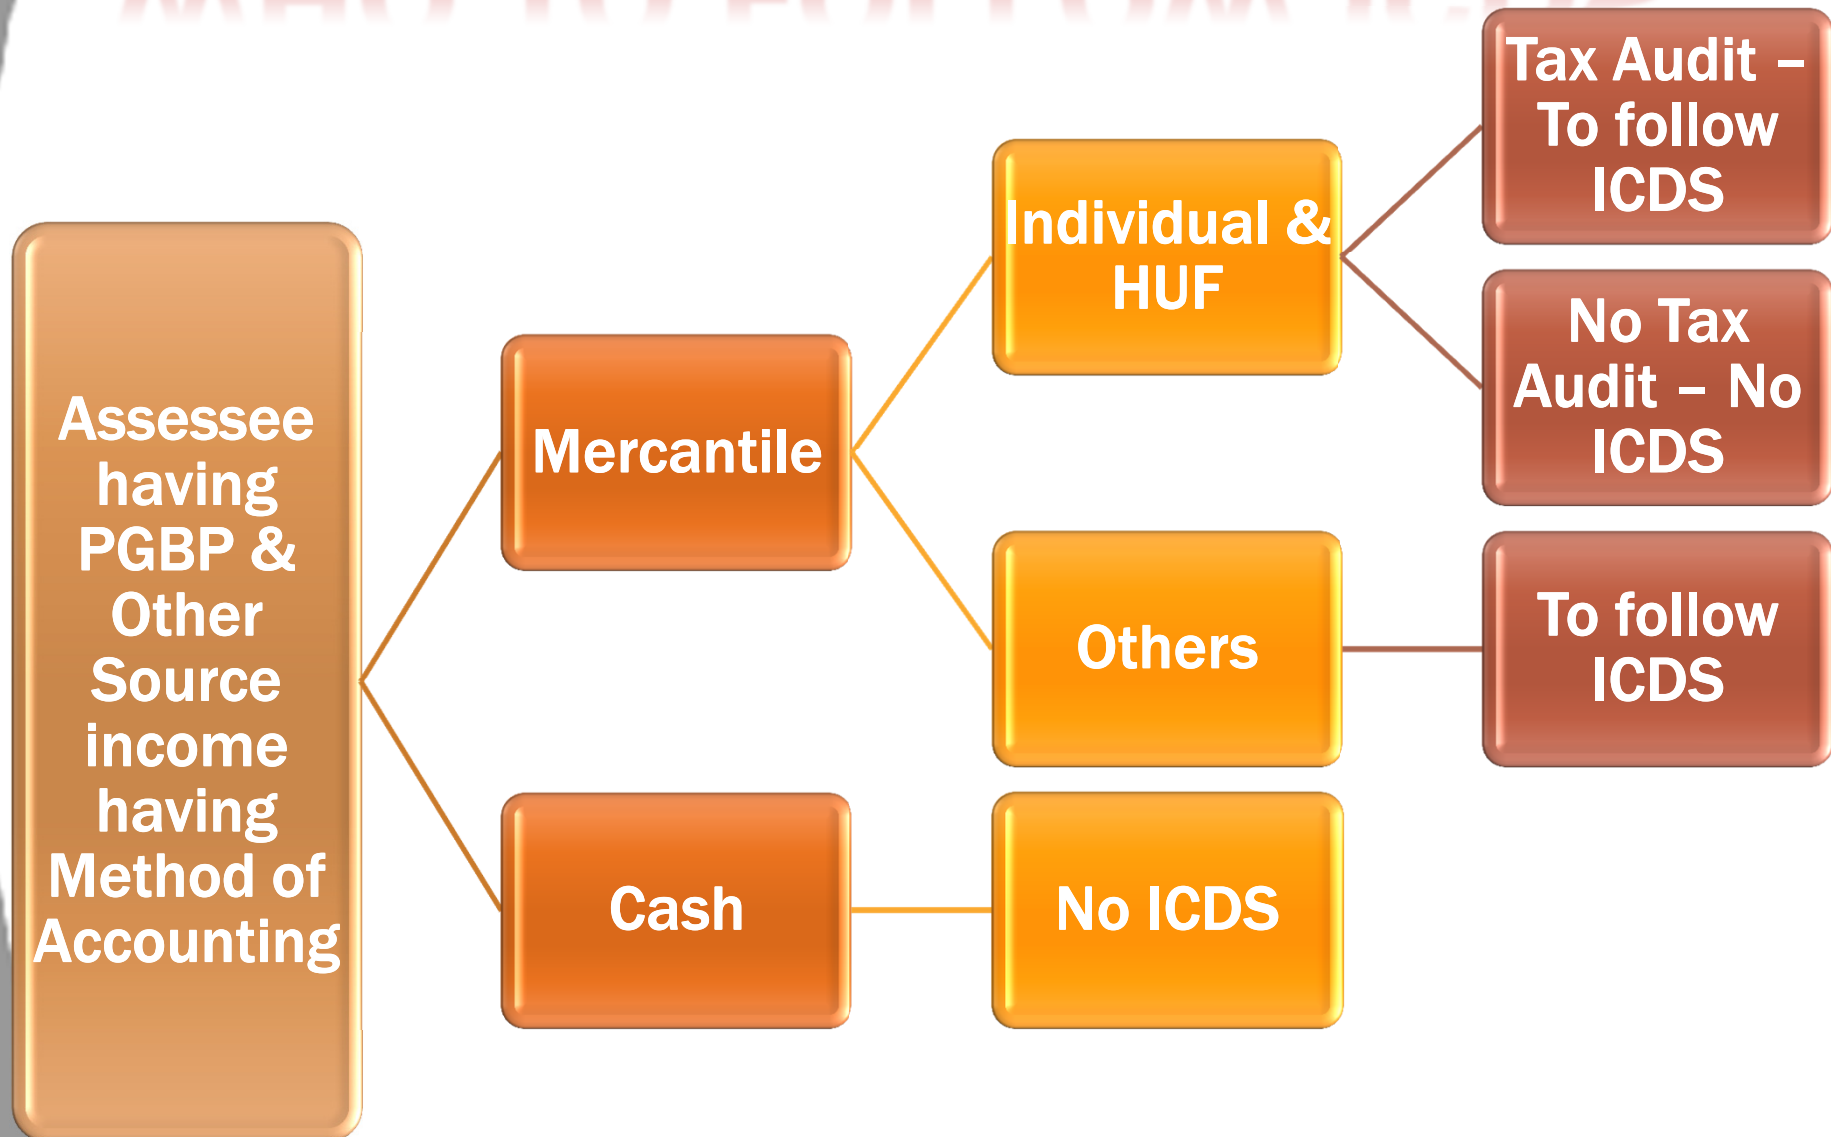 Tax Audit –
To follow
ICDS
Individual &
HUF
No Tax
Audit – No
ICDS
Assessee
having
PGBP &
Other
Source
income
having
Method of
Accounting
Mercantile
Others
To follow
ICDS
Cash
No ICDS